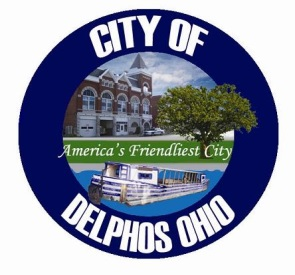 CITY OF
America's Friendliest City
DELPHOS OHIO